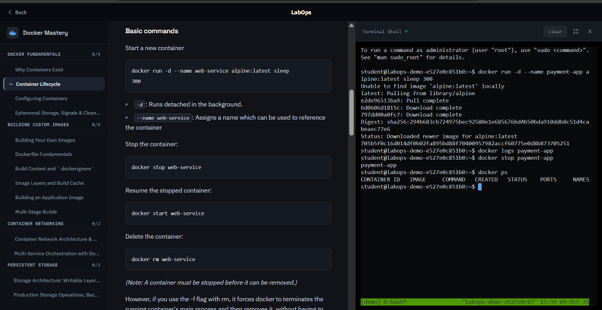 Back
LabOps
Docker Mastery
DOCKER FUNDAMENTALS 0/4
Why Containers Exist
→ Container Lifecycle
Configuring Containers
Ephemeral Storage, Signals & Clean...
BUILDING CUSTOM IMAGES 0/6
Building Your Own Images
Dockerfile Fundamentals
Build Context and `.dockerignore`
Image Layers and Build Cache
Building an Application Image
Multi-Stage Builds
CONTAINER NETWORKING 0/2
Container Network Architecture & ...
Multi-Service Orchestration with Do...
PERSISTENT STORAGE 0/2
Storage Architecture: Writable Layer...
Production Storage Operations, Bac...
Basic commands
Start a new container
docker run -d --name web-service alpine:latest sleep
300
-d : Runs detached in the background.
--name web-service : Assigns a name which can be used to reference
the container
Stop the container:
docker stop web-service
Resume the stopped container:
docker start web-service
Delete the container:
docker rm web-service
(Note: A container must be stopped before it can be removed.)
However, if you use the -f flag with rm, it forces docker to terminates the
running container's main process and then removes it, without having to
Terminal Shell
clear
To run a command as administrator (user "root"), use "sudo <command>".
See "man sudo_root" for details.
student@labops-demo-e527e0c851b0:~$ docker run -d --name payment-app a
lpine:latest sleep 300
Unable to find image 'alpine:latest' locally
latest: Pulling from library/alpine
Pull complete
Download complete
Download complete
Status: Downloaded newer image for alpine:latest
student@labops-demo-e527e0c851b0:~$ docker logs payment-app
student@labops-demo-e527e0c851b0:~$ docker stop payment-app
payment-app
student@labops-demo-e527e0c851b0:~$ docker ps
CONTAINER ID IMAGE COMMAND CREATED STATUS PORTS NAMES
student@labops-demo-e527e0c851b0:~$